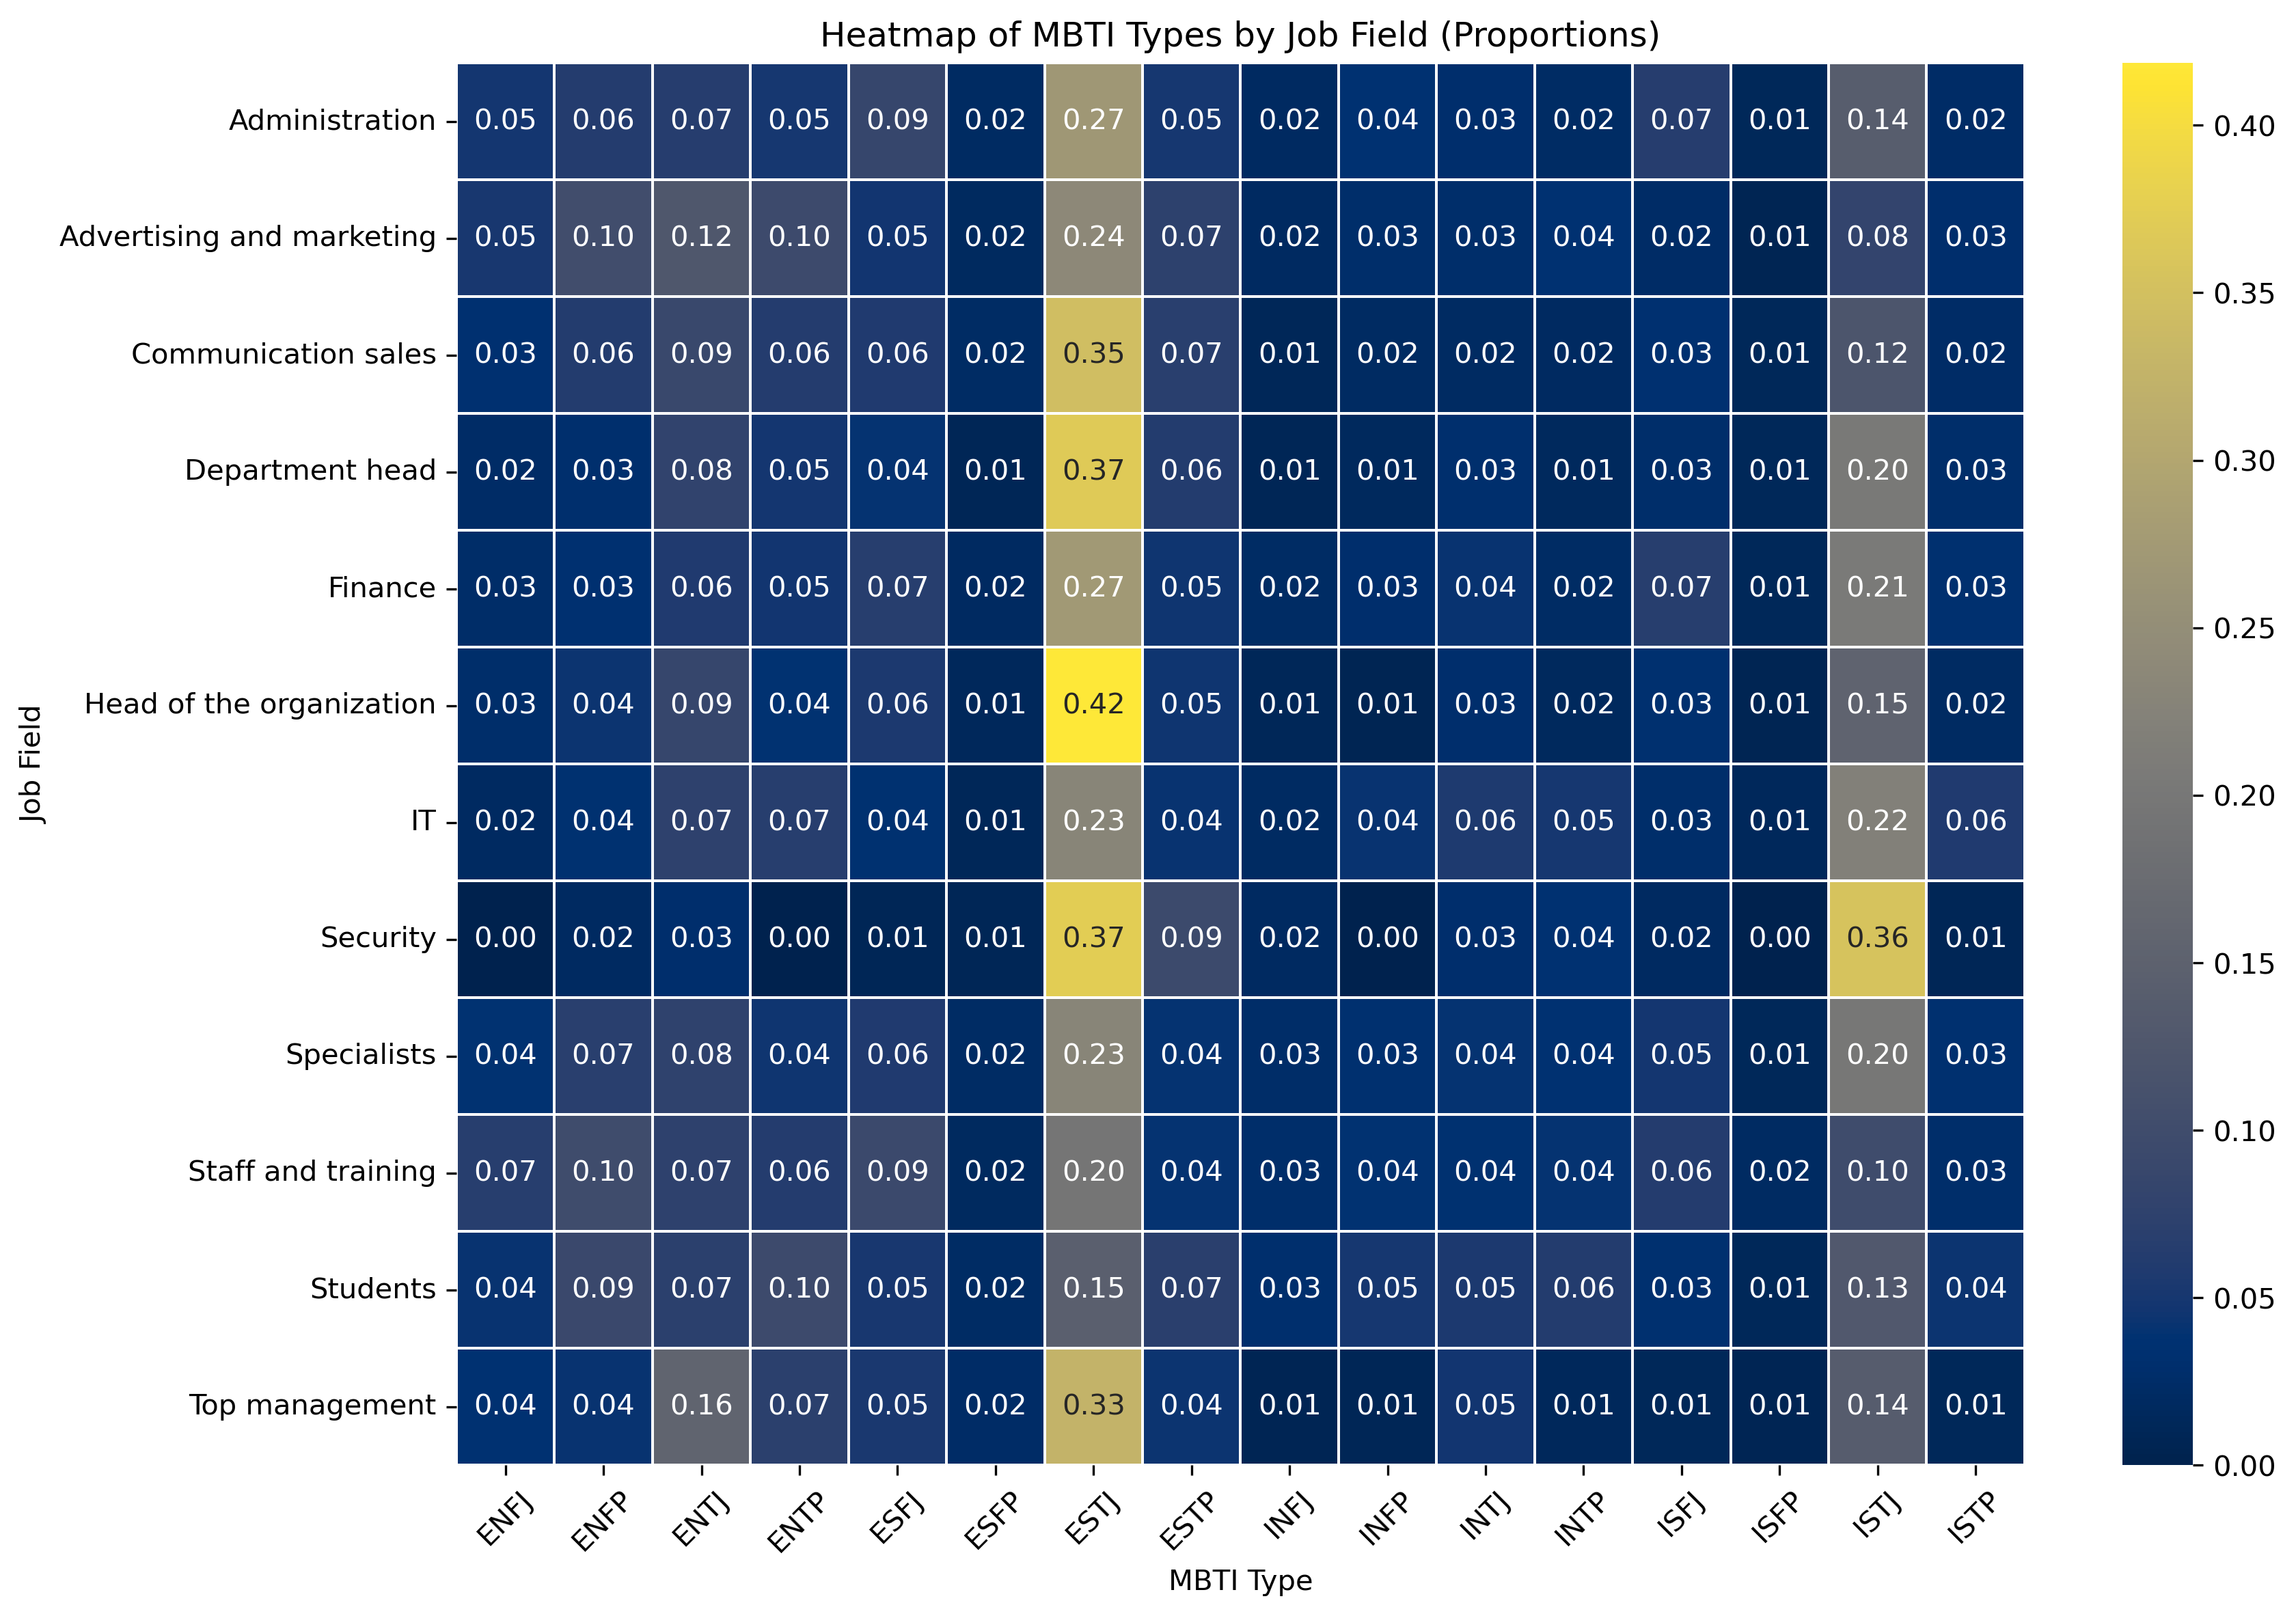 Heatmap of MBTI Types by Job Field (Proportions)
Job Field
Administration 0.05 0.06 0.07 0.05 0.09 0.02 0.27 0.05 0.02 0.04 0.03 0.02 0.07 0.01 0.14 0.02
Advertising and marketing 0.05 0.10 0.12 0.10 0.05 0.02 0.24 0.07 0.02 0.03 0.03 0.04 0.02 0.01 0.08 0.03
Communication sales 0.03 0.06 0.09 0.06 0.06 0.02 0.35 0.07 0.01 0.02 0.02 0.02 0.03 0.01 0.12 0.02
Department head 0.02 0.03 0.08 0.05 0.04 0.01 0.37 0.06 0.01 0.01 0.03 0.01 0.03 0.01 0.20 0.03
Finance 0.03 0.03 0.06 0.05 0.07 0.02 0.27 0.05 0.02 0.03 0.04 0.02 0.07 0.01 0.21 0.03
Head of the organization 0.03 0.04 0.09 0.04 0.06 0.01 0.42 0.05 0.01 0.01 0.03 0.02 0.03 0.01 0.15 0.02
IT 0.02 0.04 0.07 0.07 0.04 0.01 0.23 0.04 0.02 0.04 0.06 0.05 0.03 0.01 0.22 0.06
Security 0.00 0.02 0.03 0.00 0.01 0.01 0.37 0.09 0.02 0.00 0.03 0.04 0.02 0.00 0.36 0.01
Specialists 0.04 0.07 0.08 0.04 0.06 0.02 0.23 0.04 0.03 0.03 0.04 0.04 0.05 0.01 0.20 0.03
Staff and training 0.07 0.10 0.07 0.06 0.09 0.02 0.20 0.04 0.03 0.04 0.04 0.04 0.06 0.02 0.10 0.03
Students 0.04 0.09 0.07 0.10 0.05 0.02 0.15 0.07 0.03 0.05 0.05 0.06 0.03 0.01 0.13 0.04
Top management 0.04 0.04 0.16 0.07 0.05 0.02 0.33 0.04 0.01 0.01 0.05 0.01 0.01 0.01 0.14 0.01
ENFJ ENFP ENTJ ENTP ESFJ ESFP ESTJ ESTP INFJ INFP INTJ INTP ISFJ ISFP ISTJ ISTP
MBTI Type
0.40
0.35
0.30
0.25
0.20
0.15
0.10
0.05
0.00